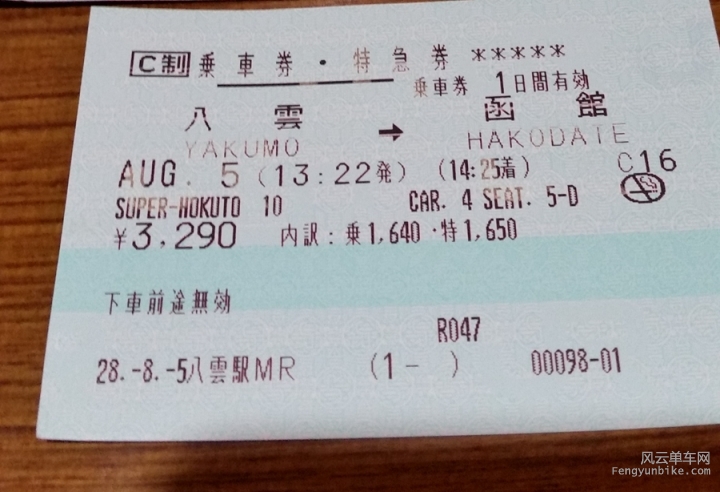 C制 乗車券・特急券 *****
乗車券 1日間有効
八雲 → 函館
YAKUMO HAKODATE
AUG. 5 (13:22発) (14:25着) C16
SUPER-HOKUTO 10 CAR. 4 SEAT. 5-D
¥3,290 内訳:乗1,640・特1,650
下車前途無効
R047
28.-8.-5八雲駅MR (1- ) 00098-01
风云单车网
Fengyunbike.com